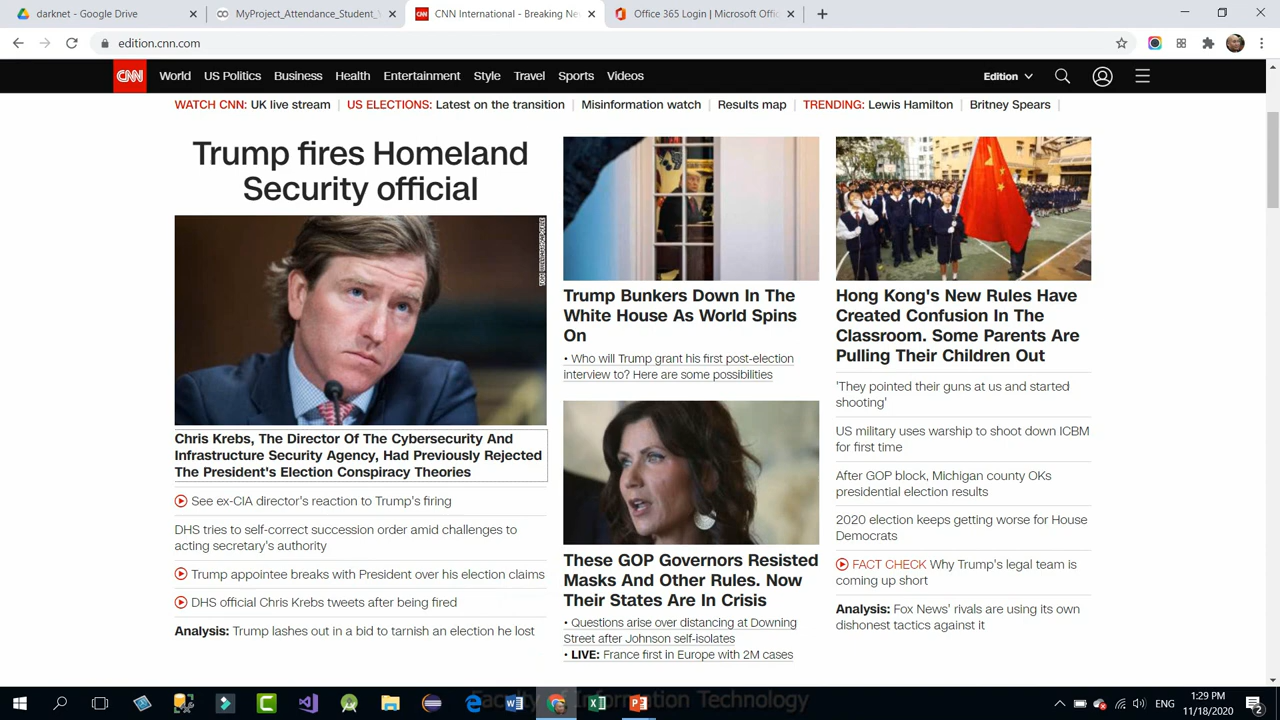 darknet - Google Drive
MyProject_Attendance_Student_
CNN International - Breaking Ne
Office 365 Login | Microsoft Offi
edition.cnn.com
CNN World US Politics Business Health Entertainment Style Travel Sports Videos Edition
WATCH CNN: UK live stream | US ELECTIONS: Latest on the transition | Misinformation watch | Results map | TRENDING: Lewis Hamilton | Britney Spears |
Trump fires Homeland
Security official
Chris Krebs, The Director Of The Cybersecurity And
Infrastructure Security Agency, Had Previously Rejected
The President's Election Conspiracy Theories
See ex-CIA director's reaction to Trump's firing
DHS tries to self-correct succession order amid challenges to
acting secretary's authority
Trump appointee breaks with President over his election claims
DHS official Chris Krebs tweets after being fired
Analysis: Trump lashes out in a bid to tarnish an election he lost
Trump Bunkers Down In The
White House As World Spins
On
• Who will Trump grant his first post-election
interview to? Here are some possibilities
These GOP Governors Resisted
Masks And Other Rules. Now
Their States Are In Crisis
• Questions arise over distancing at Downing
Street after Johnson self-isolates
• LIVE: France first in Europe with 2M cases
Hong Kong's New Rules Have
Created Confusion In The
Classroom. Some Parents Are
Pulling Their Children Out
'They pointed their guns at us and started
shooting'
US military uses warship to shoot down ICBM
for first time
After GOP block, Michigan county OKs
presidential election results
2020 election keeps getting worse for House
Democrats
FACT CHECK Why Trump's legal team is
coming up short
Analysis: Fox News' rivals are using its own
dishonest tactics against it
Faculty of Information Technology
ENG
1:29 PM
11/18/2020
2